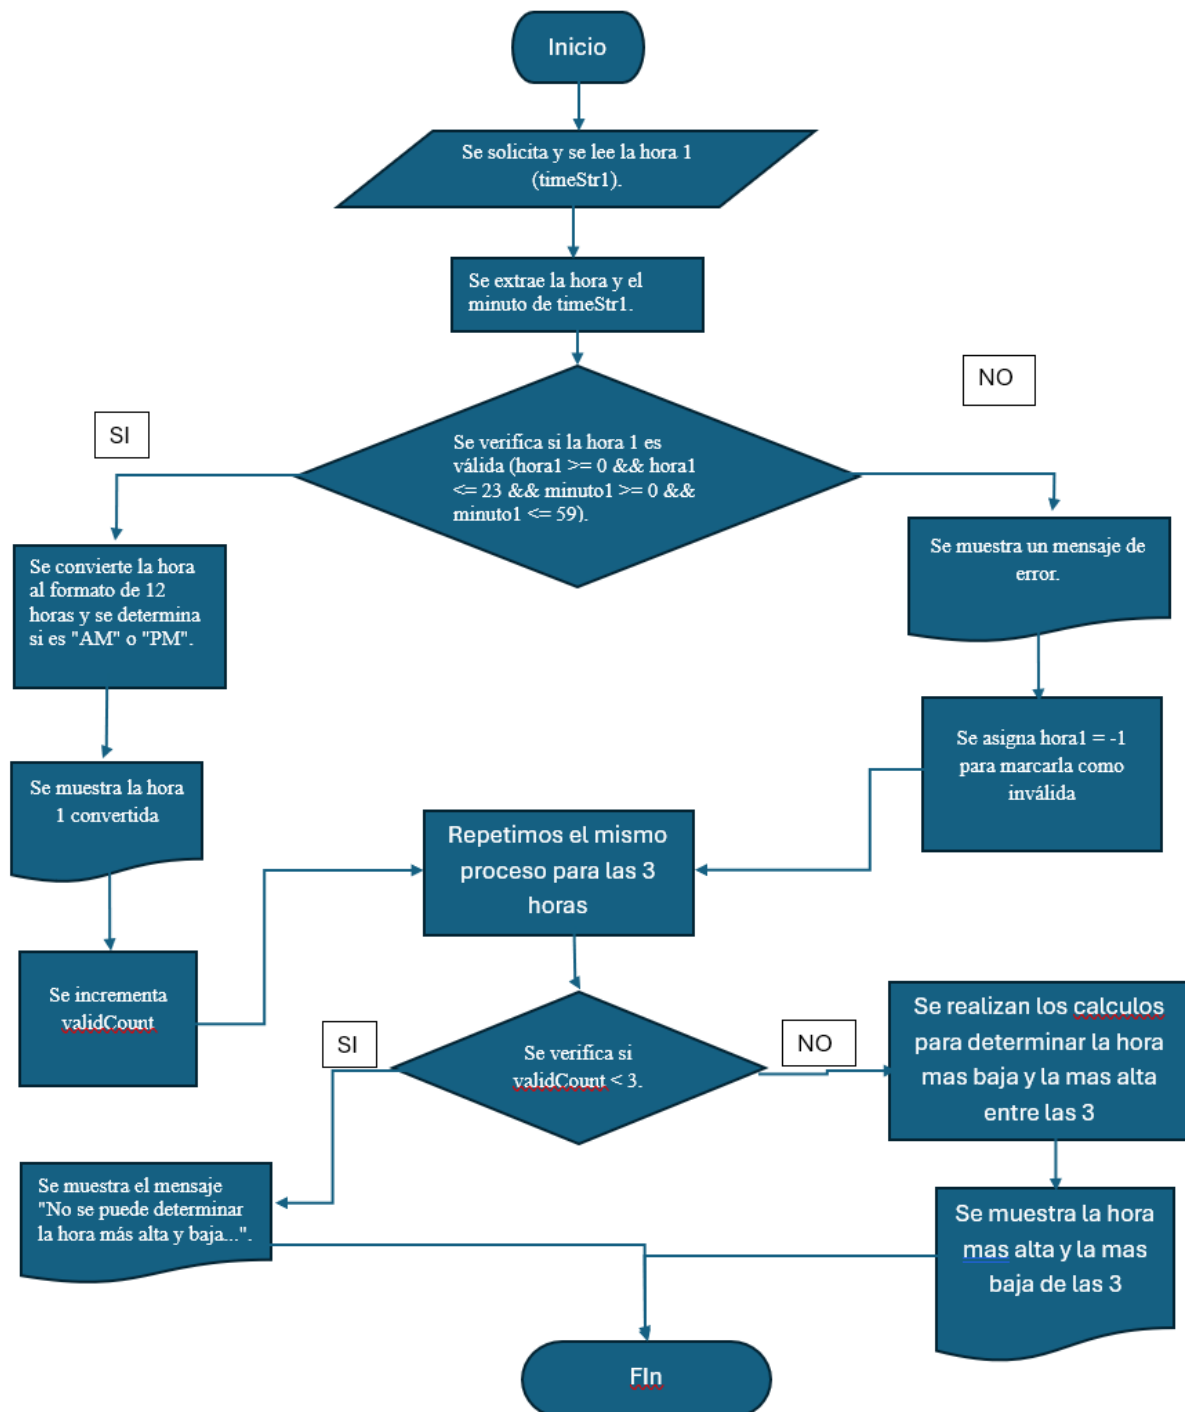 Inicio
Se solicita y se lee la hora 1
(timeStr1).
Se extrae la hora y el
minuto de timeStr1.
NO
SI
Se verifica si la hora 1 es
válida (hora1 >= 0 && hora1
<= 23 && minuto1 >= 0 &&
minuto1 <= 59).
Se muestra un mensaje de
error.
Se convierte la hora
al formato de 12
horas y se determina
si es "AM" o "PM".
Se asigna hora1 = -1
para marcarla como
inválida
Se muestra la hora
1 convertida
Repetimos el mismo
proceso para las 3
horas
Se incrementa
validCount
SI
NO
Se verifica si
validCount < 3.
Se realizan los calculos
para determinar la hora
mas baja y la mas alta
entre las 3
Se muestra el mensaje
"No se puede determinar
la hora más alta y baja...".
Se muestra la hora
mas alta y la mas
baja de las 3
FIn